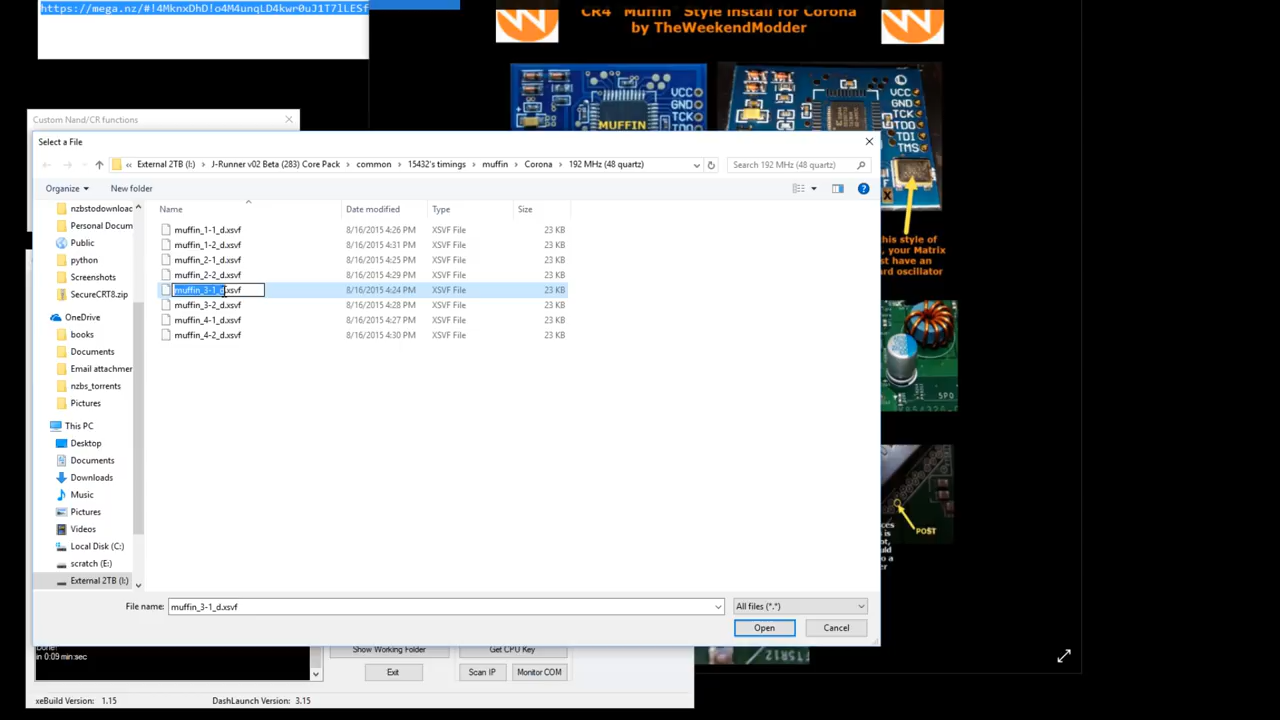 https://mega.nz/#!4MknxDhD!o4M4unqLD4kwr0uJ1T7lLESf
CR4 "Muffin" Style Install for Corona
by TheWeekendModder
VCC
GND
TCK
TDO
MUFFIN
VCC
GND
TCK
TDO
TDI
TMS
X
his style of
, your Matrix
st have an
rd oscillator
POST
Custom Nand/CR functions
Select a File
« External 2TB (I:) > J-Runner v02 Beta (283) Core Pack > common > 15432's timings > muffin > Corona > 192 MHz (48 quartz)
Search 192 MHz (48 quartz)
Organize
New folder
nzbstodownloac
Personal Docum
Public
python
Screenshots
SecureCRT8.zip
OneDrive
books
Documents
Email attachmer
nzbs_torrents
Pictures
This PC
Desktop
Documents
Downloads
Music
Pictures
Videos
Local Disk (C:)
scratch (E:)
External 2TB (I:)
Name Date modified Type Size
muffin_1-1_d.xsvf 8/16/2015 4:26 PM XSVF File 23 KB
muffin_1-2_d.xsvf 8/16/2015 4:31 PM XSVF File 23 KB
muffin_2-1_d.xsvf 8/16/2015 4:25 PM XSVF File 23 KB
muffin_2-2_d.xsvf 8/16/2015 4:29 PM XSVF File 23 KB
muffin_3-1_d.xsvf 8/16/2015 4:24 PM XSVF File 23 KB
muffin_3-2_d.xsvf 8/16/2015 4:28 PM XSVF File 23 KB
muffin_4-1_d.xsvf 8/16/2015 4:27 PM XSVF File 23 KB
muffin_4-2_d.xsvf 8/16/2015 4:30 PM XSVF File 23 KB
File name: muffin_3-1_d.xsvf
All files (*.*)
Open
Cancel
in 0:09 min:sec
Show Working Folder
Get CPU Key
Exit
Scan IP
Monitor COM
xeBuild Version: 1.15
DashLaunch Version: 3.15